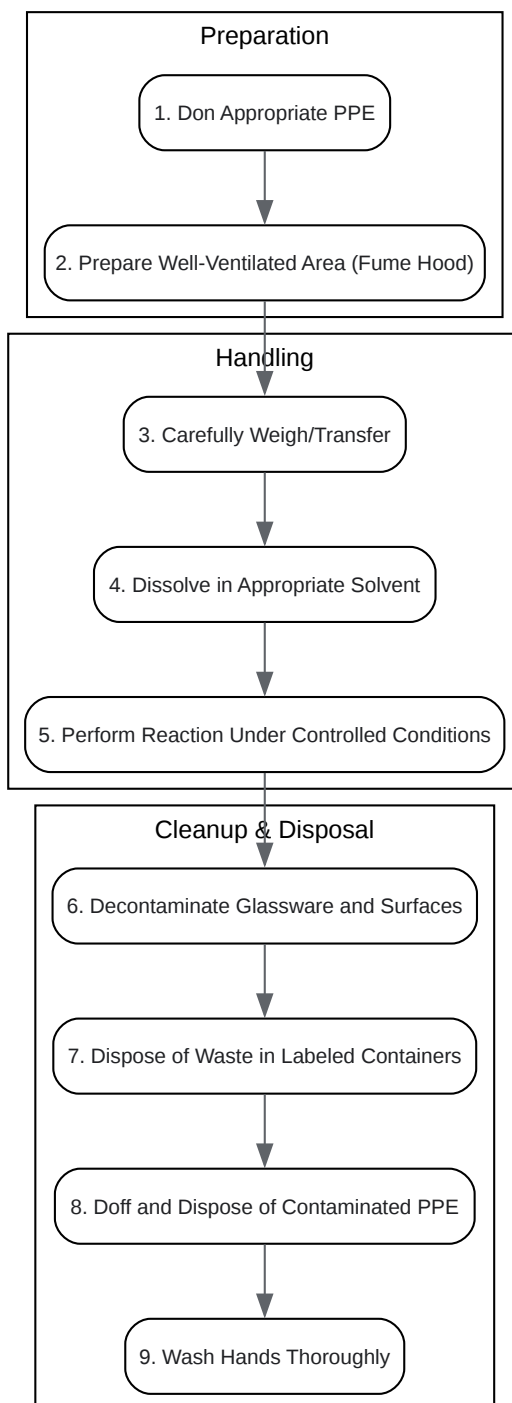 Preparation
1. Don Appropriate PPE
2. Prepare Well-Ventilated Area (Fume Hood)
Handling
3. Carefully Weigh/Transfer
4. Dissolve in Appropriate Solvent
5. Perform Reaction Under Controlled Conditions
Cleanup & Disposal
6. Decontaminate Glassware and Surfaces
7. Dispose of Waste in Labeled Containers
8. Doff and Dispose of Contaminated PPE
9. Wash Hands Thoroughly